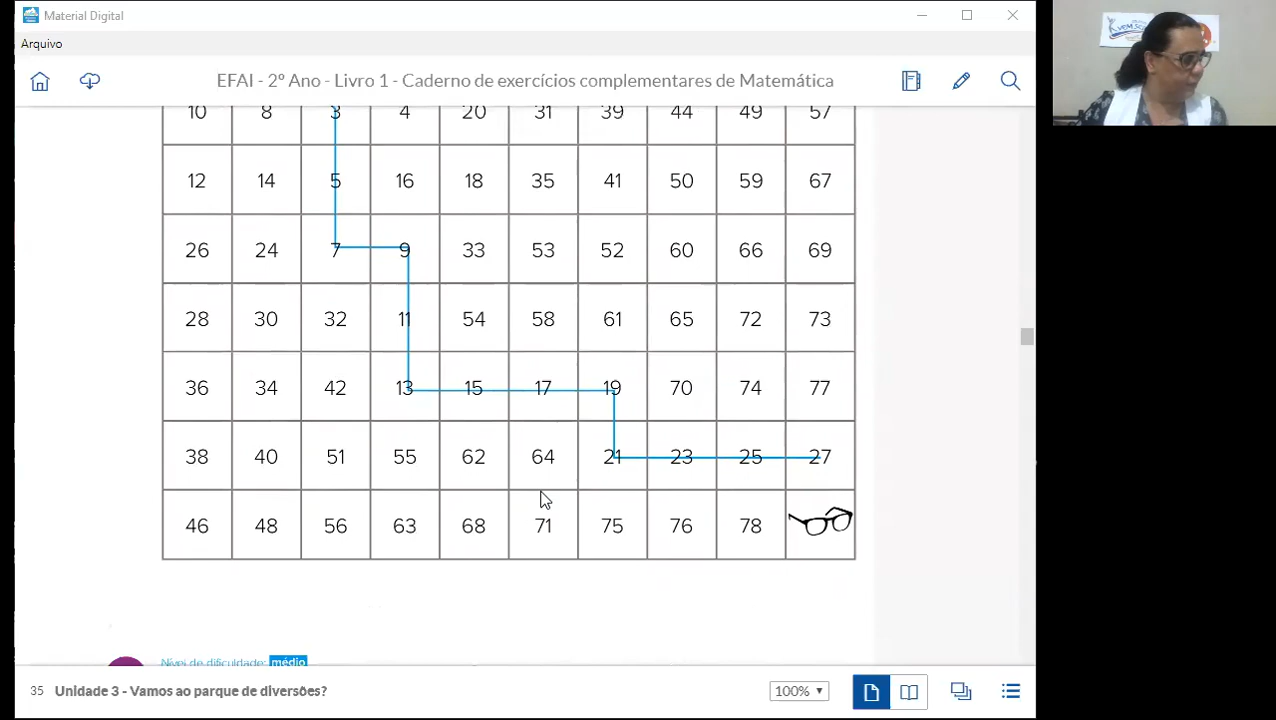 Material Digital
Arquivo
EFAI - 2º Ano - Livro 1 - Caderno de exercícios complementares de Matemática
10 8 3 4 20 31 39 44 49 57
12 14 5 16 18 35 41 50 59 67
26 24 7 9 33 53 52 60 66 69
28 30 32 11 54 58 61 65 72 73
36 34 42 13 15 17 19 70 74 77
38 40 51 55 62 64 21 23 25 27
46 48 56 63 68 71 75 76 78
Nível de dificuldade: médio
35 Unidade 3 - Vamos ao parque de diversões?
100%